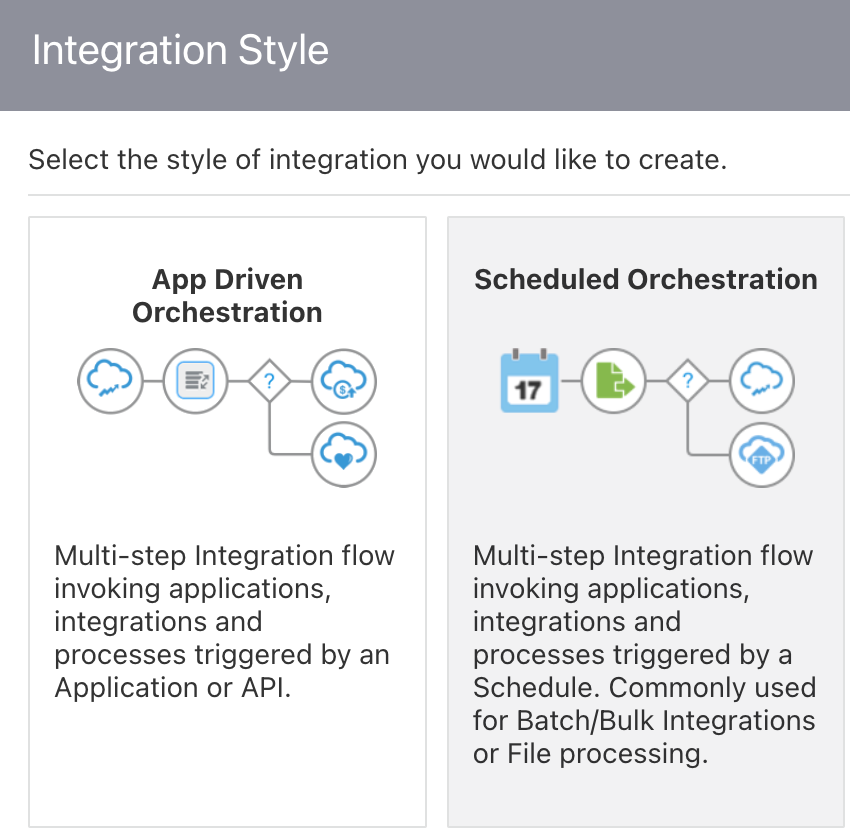 Integration Style
Select the style of integration you would like to create.
App Driven
Orchestration
?
$
Multi-step Integration flow
invoking applications,
integrations and
processes triggered by an
Application or API.
Scheduled Orchestration
17
?
FTP
Multi-step Integration flow
invoking applications,
integrations and
processes triggered by a
Schedule. Commonly used
for Batch/Bulk Integrations
or File processing.